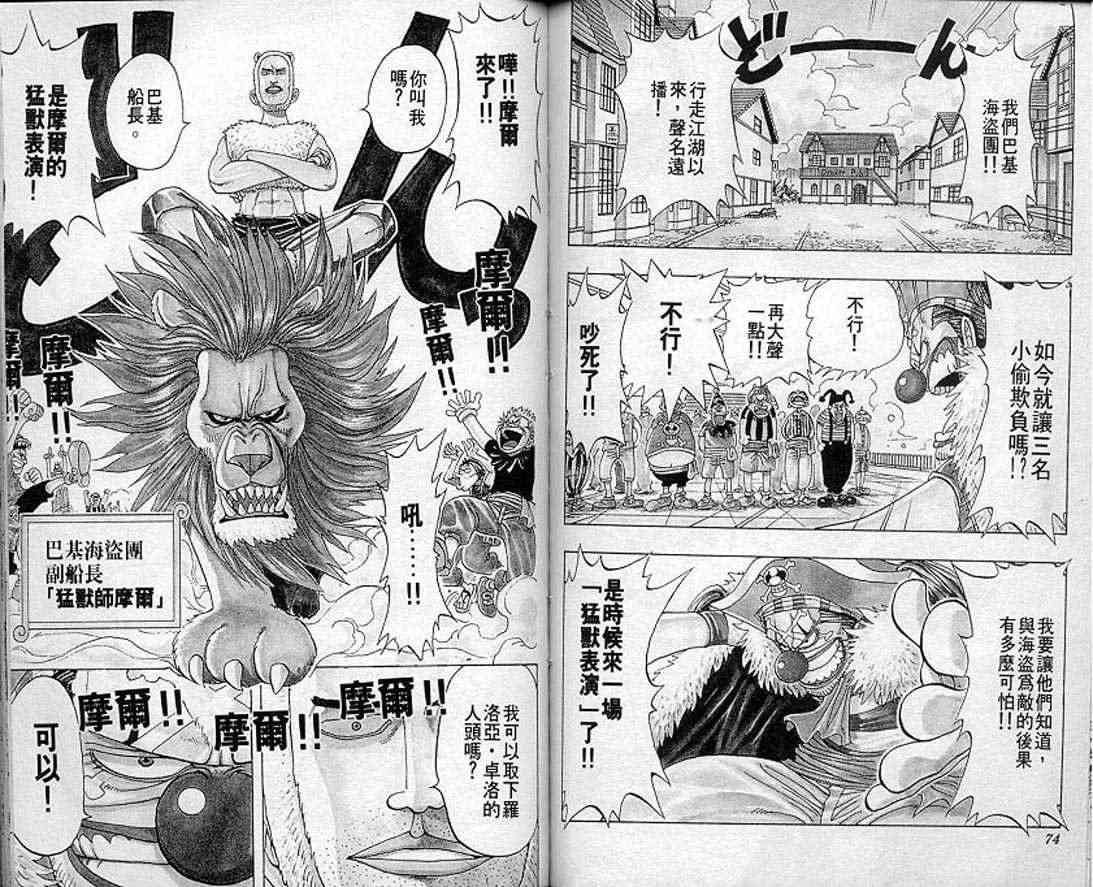 どーん
我們巴基
海盜團!!
行走江湖以
來，聲名遠
播！
如今就讓三名
小偷欺負嗎!?
不行！
再大聲
一點!!
不行！
吵死了!!
我要讓他們知道，
與海盜為敵的後果
有多麼可怕!!
是時候來一場
「猛獸表演」了!!
74
嘩!!摩爾
來了!!
你叫我
嗎？
巴基
船長。
是摩爾的
猛獸表演！
摩爾!!
摩爾!!
摩爾!!
摩爾!!
吼……!!
巴基海盜團
副船長
「猛獸師摩爾」
我可以取下羅
洛亞・卓洛的
人頭嗎？
摩爾!!
摩爾!!
摩爾!!
可以！